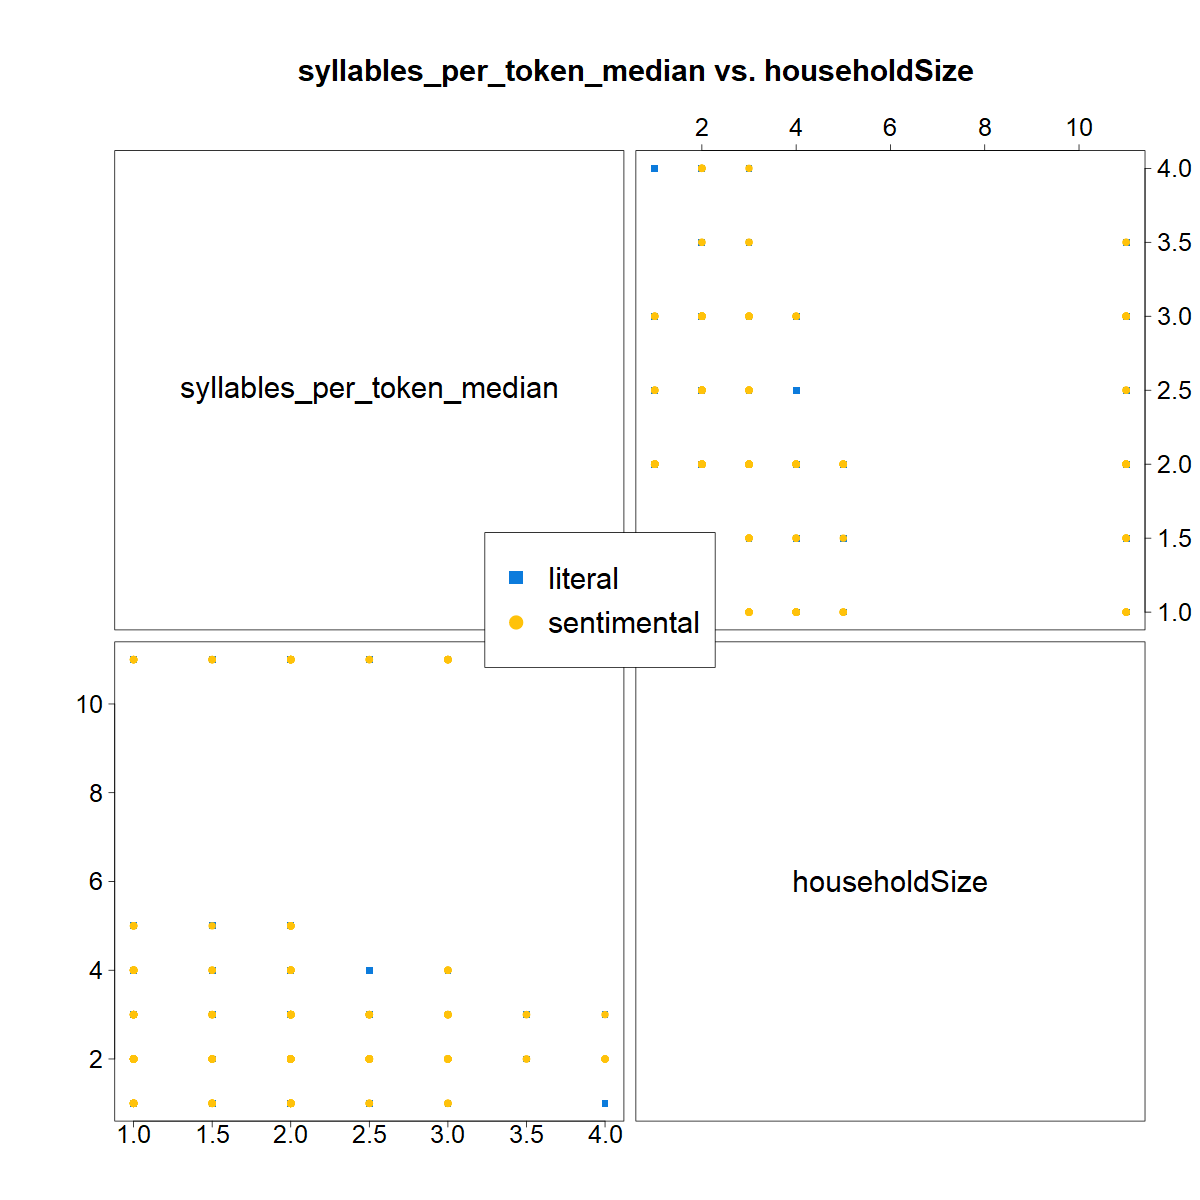 syllables_per_token_median vs. householdSize
2 4 6 8 10
4.0
3.5
3.0
2.5
2.0
1.5
1.0
syllables_per_token_median
literal
sentimental
10
8
6
4
2
householdSize
1.0 1.5 2.0 2.5 3.0 3.5 4.0